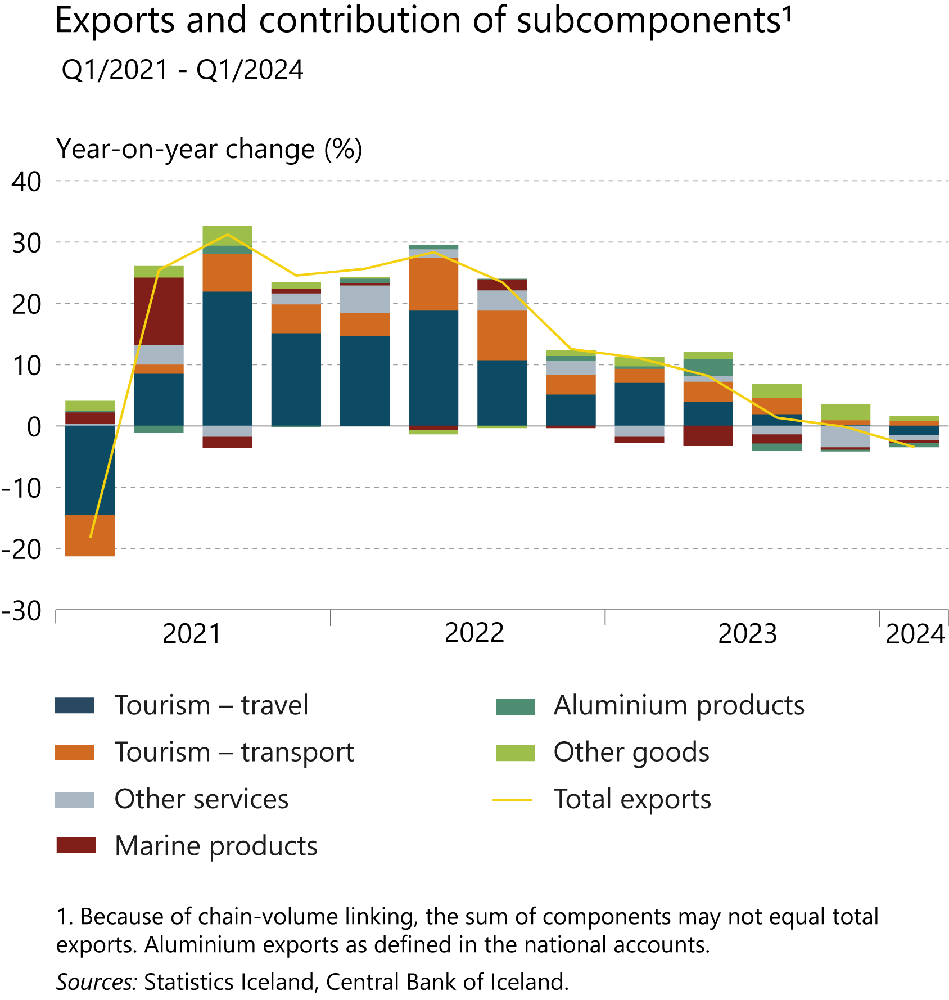 Exports and contribution of subcomponents¹
Q1/2021 - Q1/2024
Year-on-year change (%)
40
30
20
10
0
-10
-20
-30
2021 2022 2023 2024
Tourism – travel
Tourism – transport
Other services
Marine products
Aluminium products
Other goods
Total exports
1. Because of chain-volume linking, the sum of components may not equal total
exports. Aluminium exports as defined in the national accounts.
Sources: Statistics Iceland, Central Bank of Iceland.